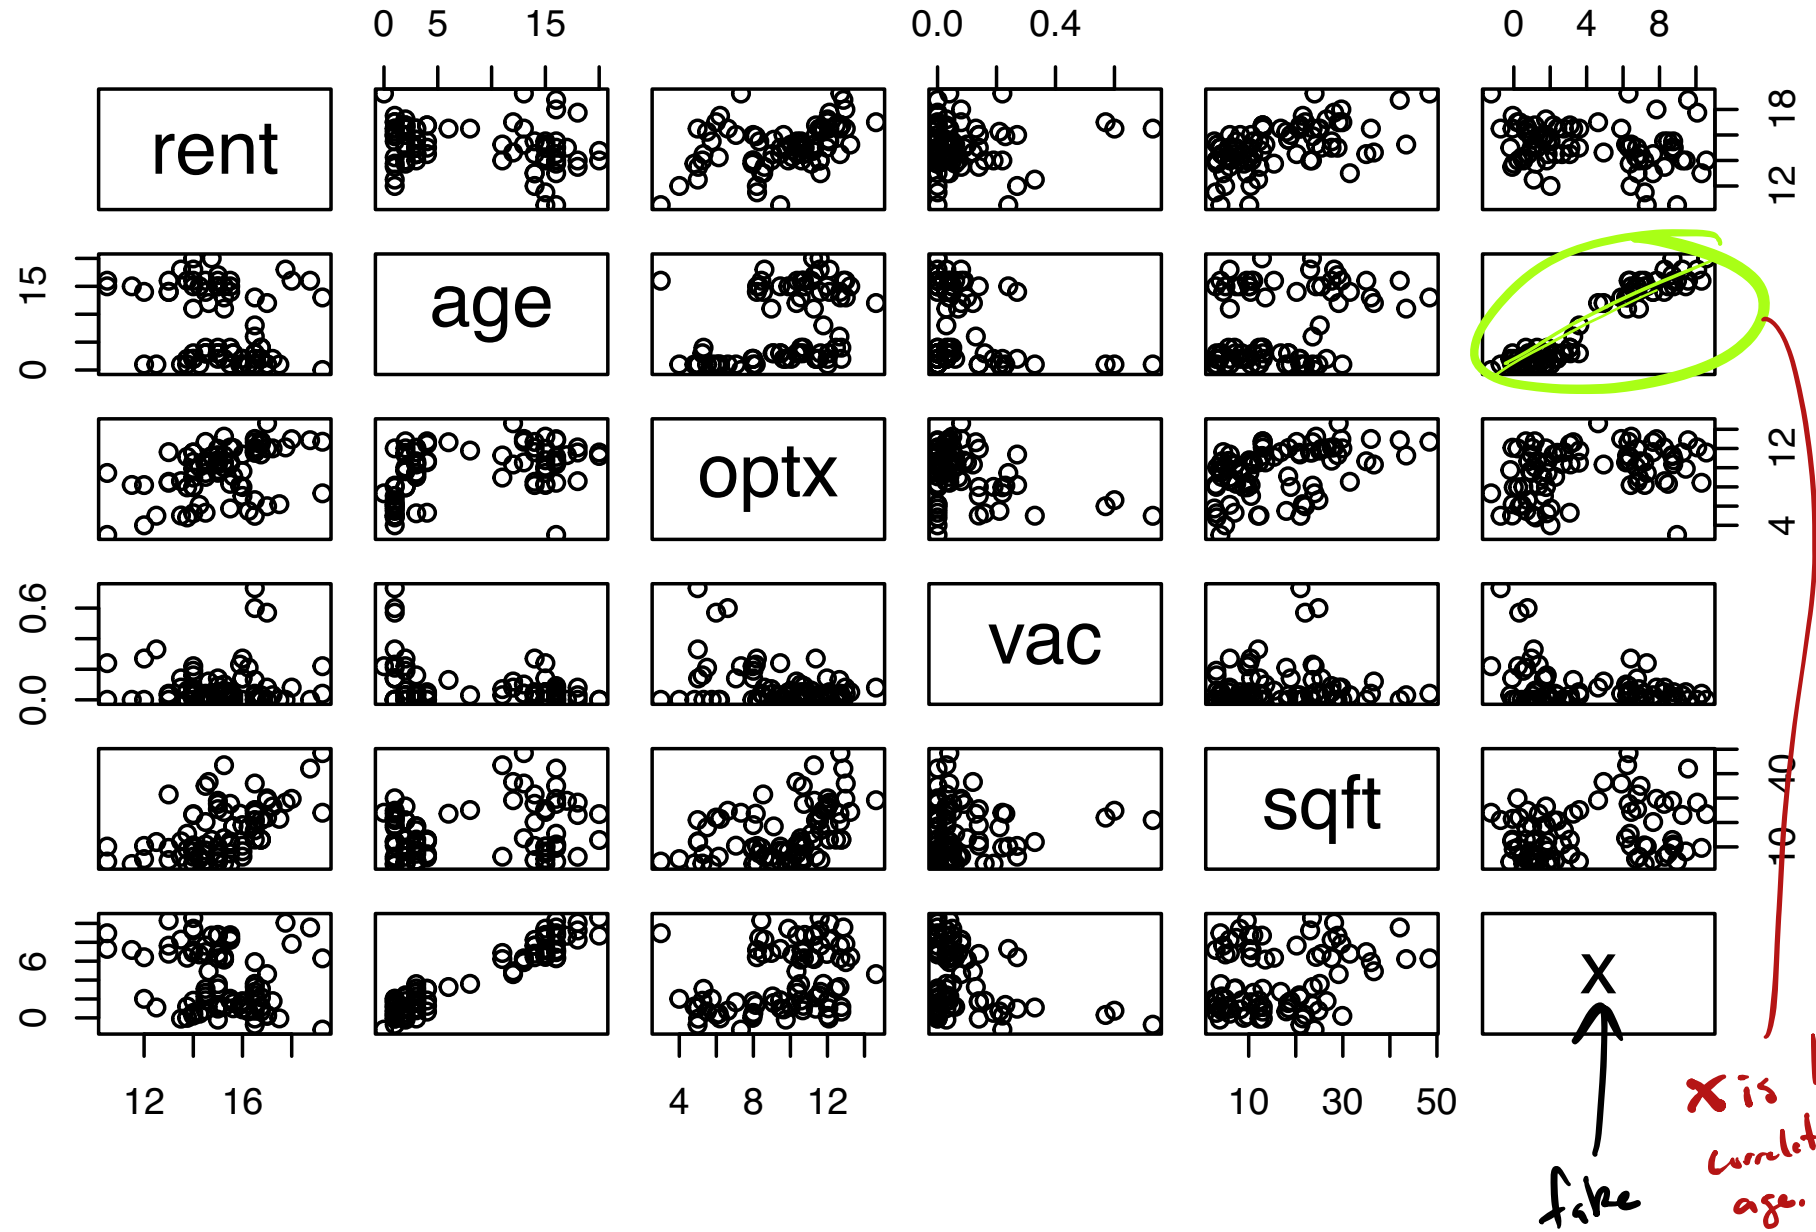 0 5 15 0.0 0.4 0 4 8
rent 12 18
0 15 age
optx 4 12
0.0 0.6 vac
sqft 10 40
0 6 x
12 16 4 8 12 10 30 50
x is
age.
fake